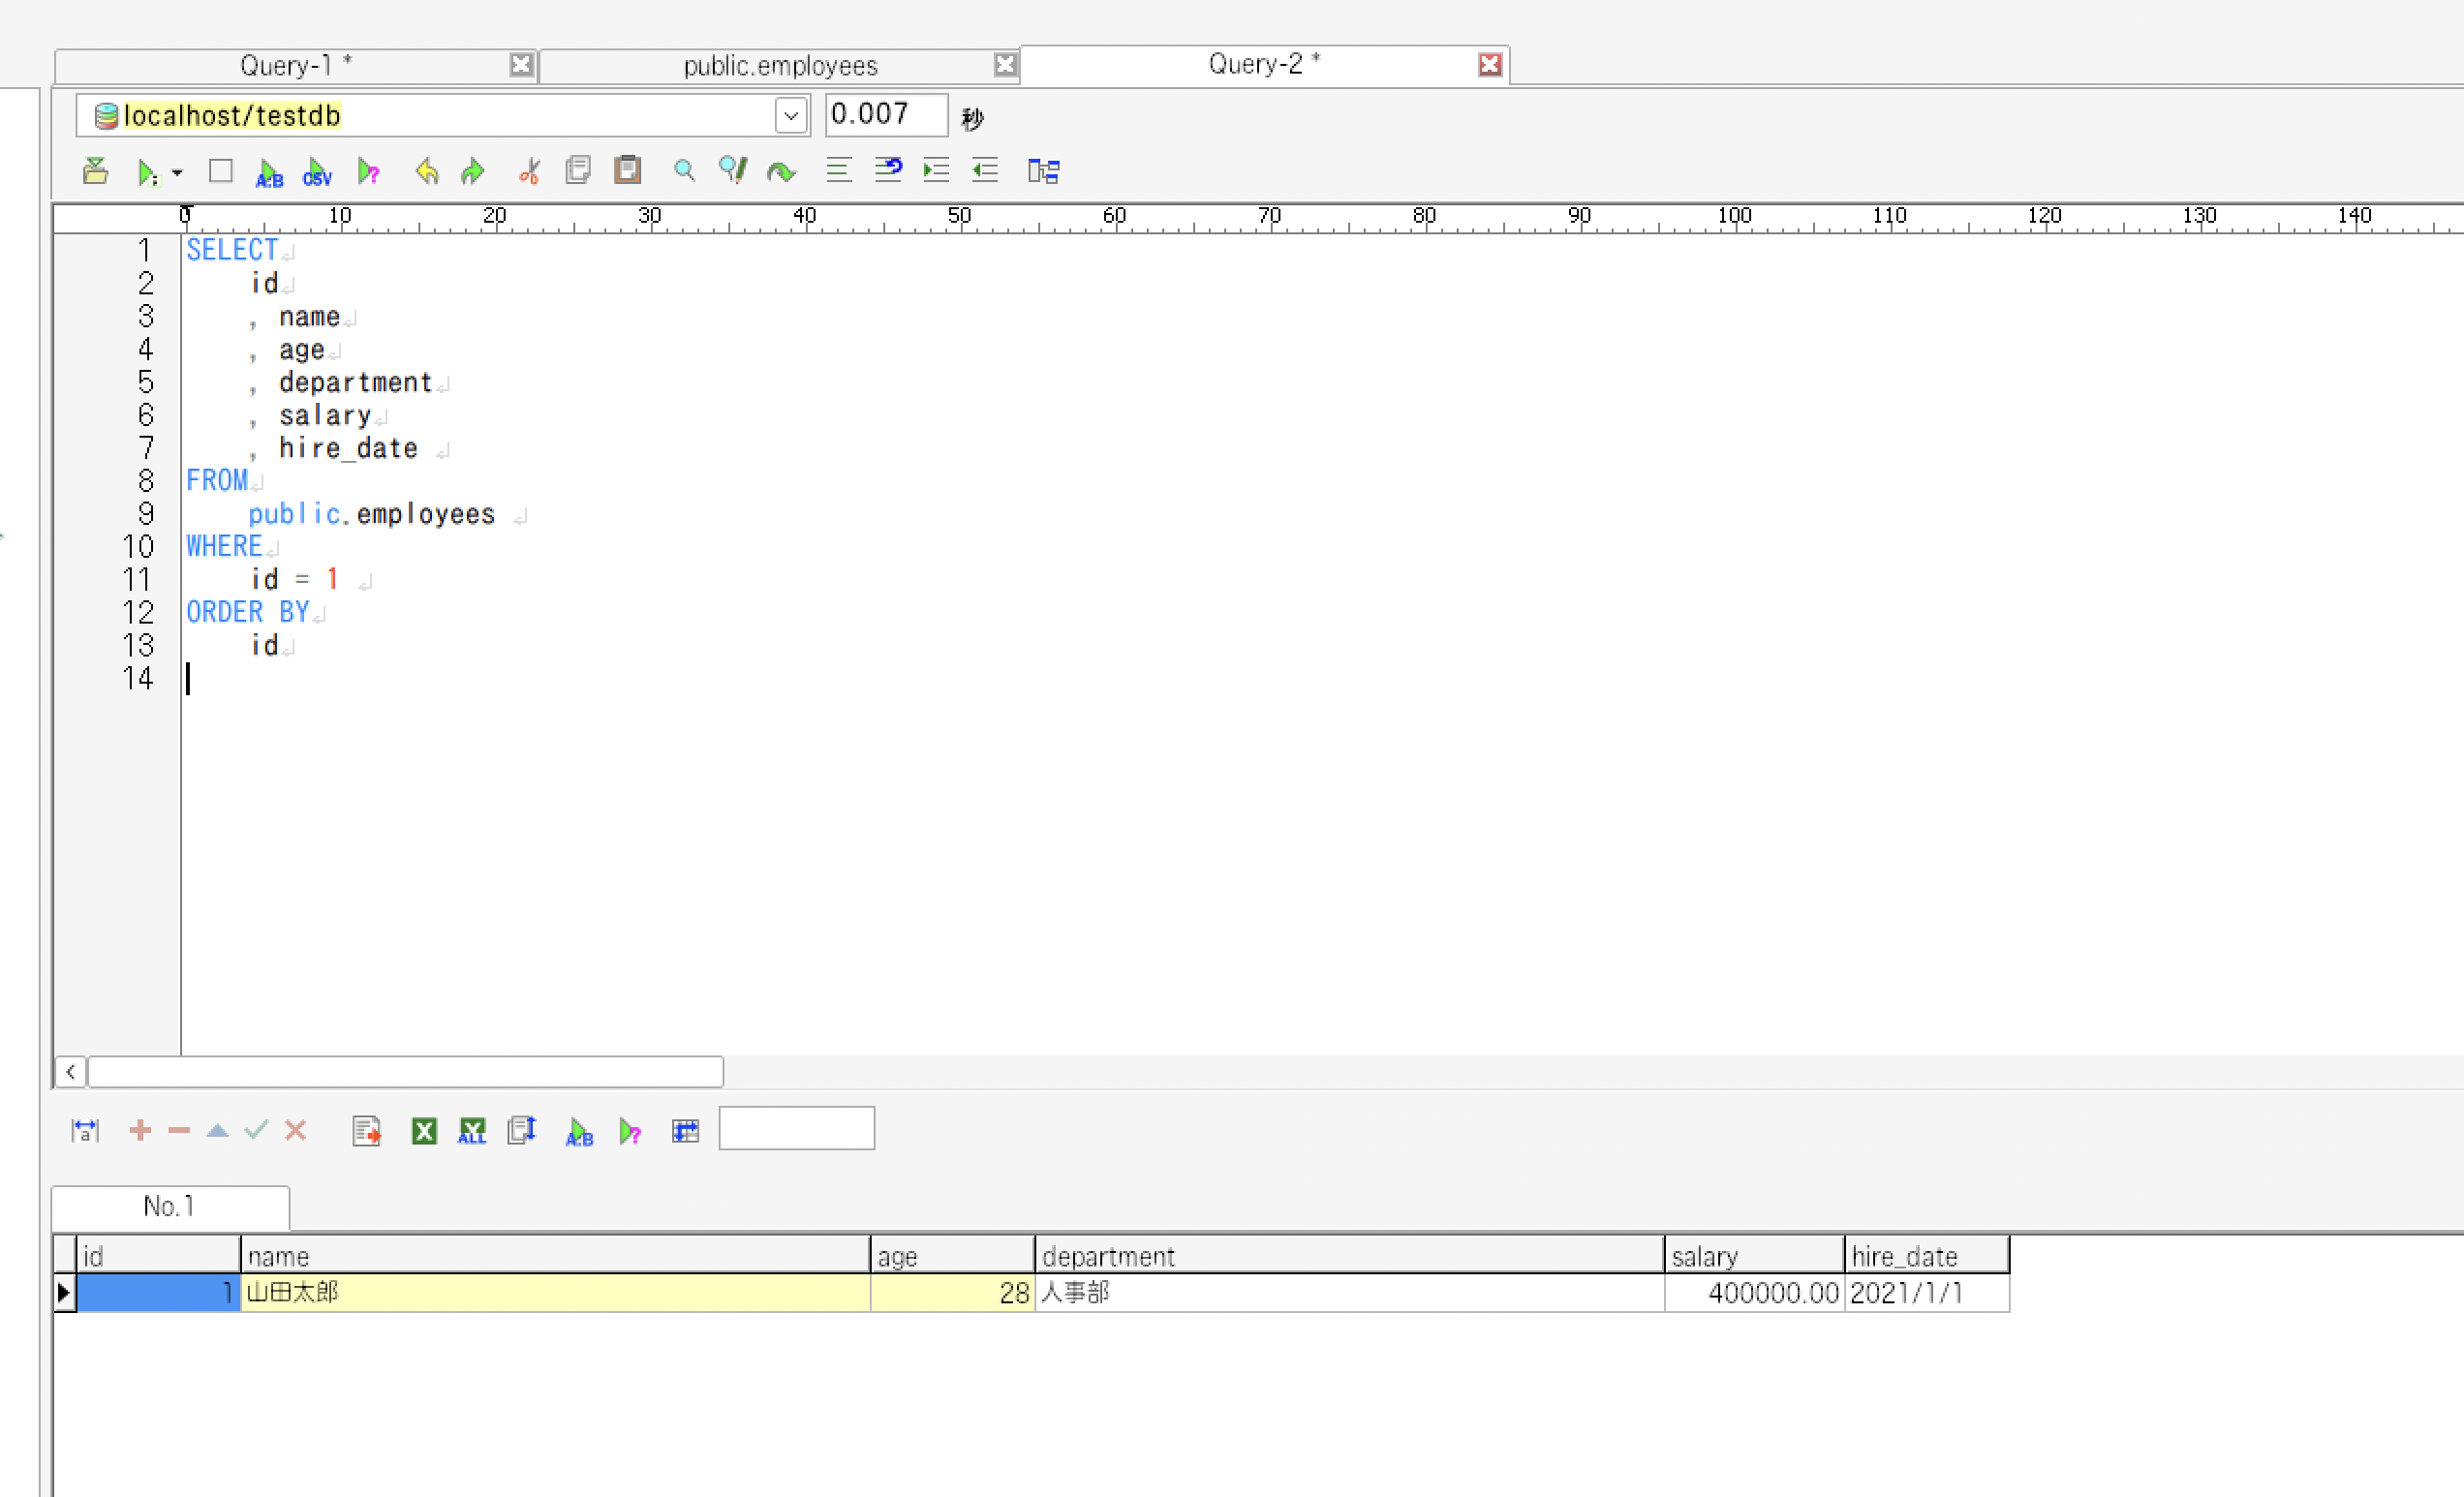 Query-1 * public.employees Query-2 *
localhost/testdb 0.007 秒
A:B CSV ?
0 10 20 30 40 50 60 70 80 90 100 110 120 130 140
1 SELECT
2 id
3 , name
4 , age
5 , department
6 , salary
7 , hire_date
8 FROM
9 public.employees
10 WHERE
11 id = 1
12 ORDER BY
13 id
14
a X ALL A:B ?
No.1
id name age department salary hire_date
1 山田太郎 28 人事部 400000.00 2021/1/1